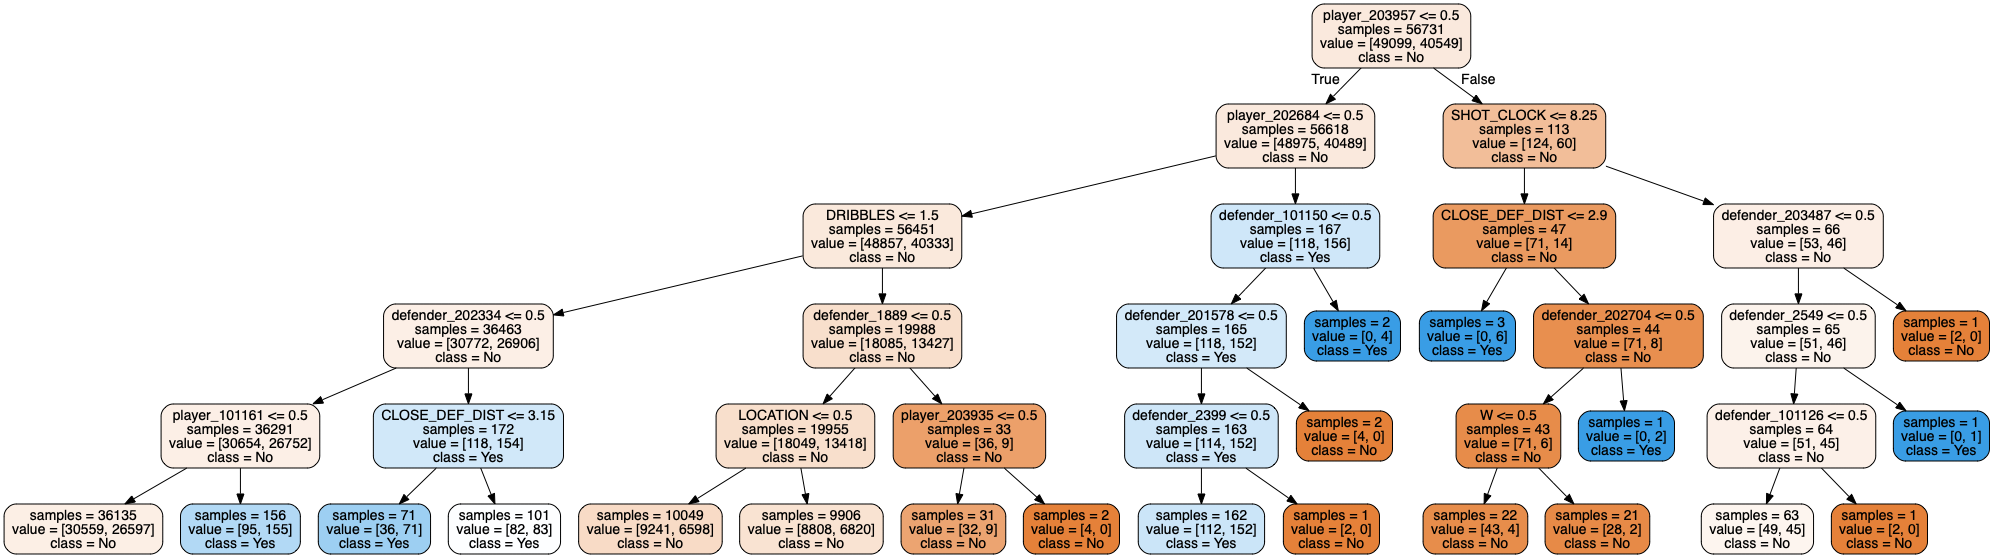 player_203957 <= 0.5
samples = 56731
value = [49099, 40549]
class = No
True
False
player_202684 <= 0.5
samples = 56618
value = [48975, 40489]
class = No
SHOT_CLOCK <= 8.25
samples = 113
value = [124, 60]
class = No
DRIBBLES <= 1.5
samples = 56451
value = [48857, 40333]
class = No
defender_101150 <= 0.5
samples = 167
value = [118, 156]
class = Yes
CLOSE_DEF_DIST <= 2.9
samples = 47
value = [71, 14]
class = No
defender_203487 <= 0.5
samples = 66
value = [53, 46]
class = No
defender_202334 <= 0.5
samples = 36463
value = [30772, 26906]
class = No
defender_1889 <= 0.5
samples = 19988
value = [18085, 13427]
class = No
defender_201578 <= 0.5
samples = 165
value = [118, 152]
class = Yes
samples = 2
value = [0, 4]
class = Yes
samples = 3
value = [0, 6]
class = Yes
defender_202704 <= 0.5
samples = 44
value = [71, 8]
class = No
defender_2549 <= 0.5
samples = 65
value = [51, 46]
class = No
samples = 1
value = [2, 0]
class = No
player_101161 <= 0.5
samples = 36291
value = [30654, 26752]
class = No
CLOSE_DEF_DIST <= 3.15
samples = 172
value = [118, 154]
class = Yes
LOCATION <= 0.5
samples = 19955
value = [18049, 13418]
class = No
player_203935 <= 0.5
samples = 33
value = [36, 9]
class = No
defender_2399 <= 0.5
samples = 163
value = [114, 152]
class = Yes
samples = 2
value = [4, 0]
class = No
W <= 0.5
samples = 43
value = [71, 6]
class = No
samples = 1
value = [0, 2]
class = Yes
defender_101126 <= 0.5
samples = 64
value = [51, 45]
class = No
samples = 1
value = [0, 1]
class = Yes
samples = 36135
value = [30559, 26597]
class = No
samples = 156
value = [95, 155]
class = Yes
samples = 71
value = [36, 71]
class = Yes
samples = 101
value = [82, 83]
class = Yes
samples = 10049
value = [9241, 6598]
class = No
samples = 9906
value = [8808, 6820]
class = No
samples = 31
value = [32, 9]
class = No
samples = 2
value = [4, 0]
class = No
samples = 162
value = [112, 152]
class = Yes
samples = 1
value = [2, 0]
class = No
samples = 22
value = [43, 4]
class = No
samples = 21
value = [28, 2]
class = No
samples = 63
value = [49, 45]
class = No
samples = 1
value = [2, 0]
class = No